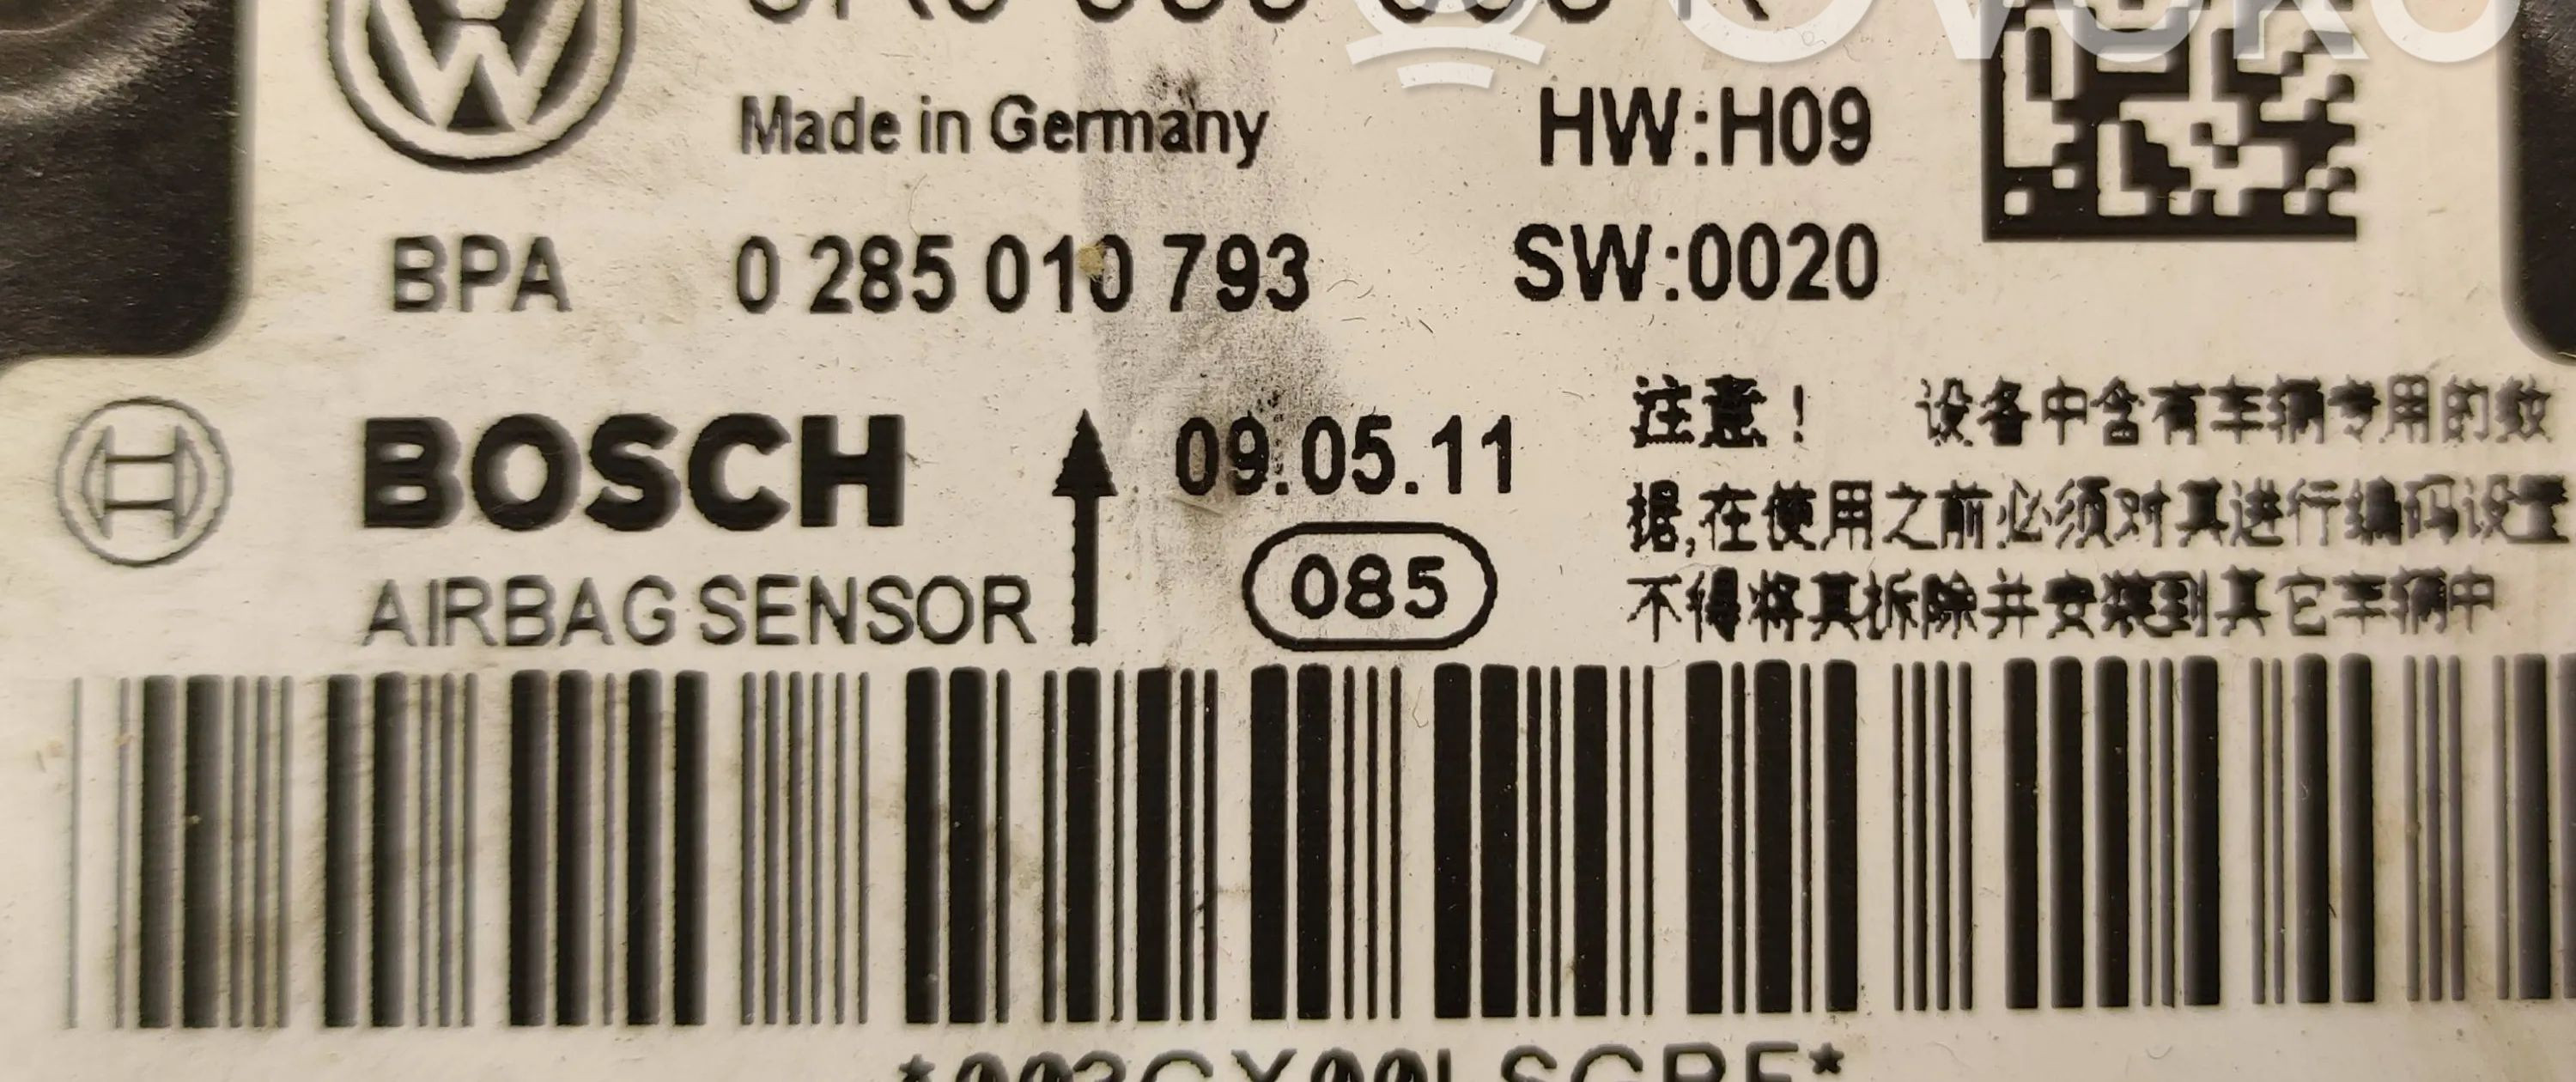 Made in Germany HW:H09
BPA 0 285 010 793 SW:0020
BOSCH 09.05.11
AIRBAG SENSOR 085
注意! 设备中含有车辆专用的数
据,在使用之前必须对其进行编码设置
不得将其拆除并安装到其它车辆中